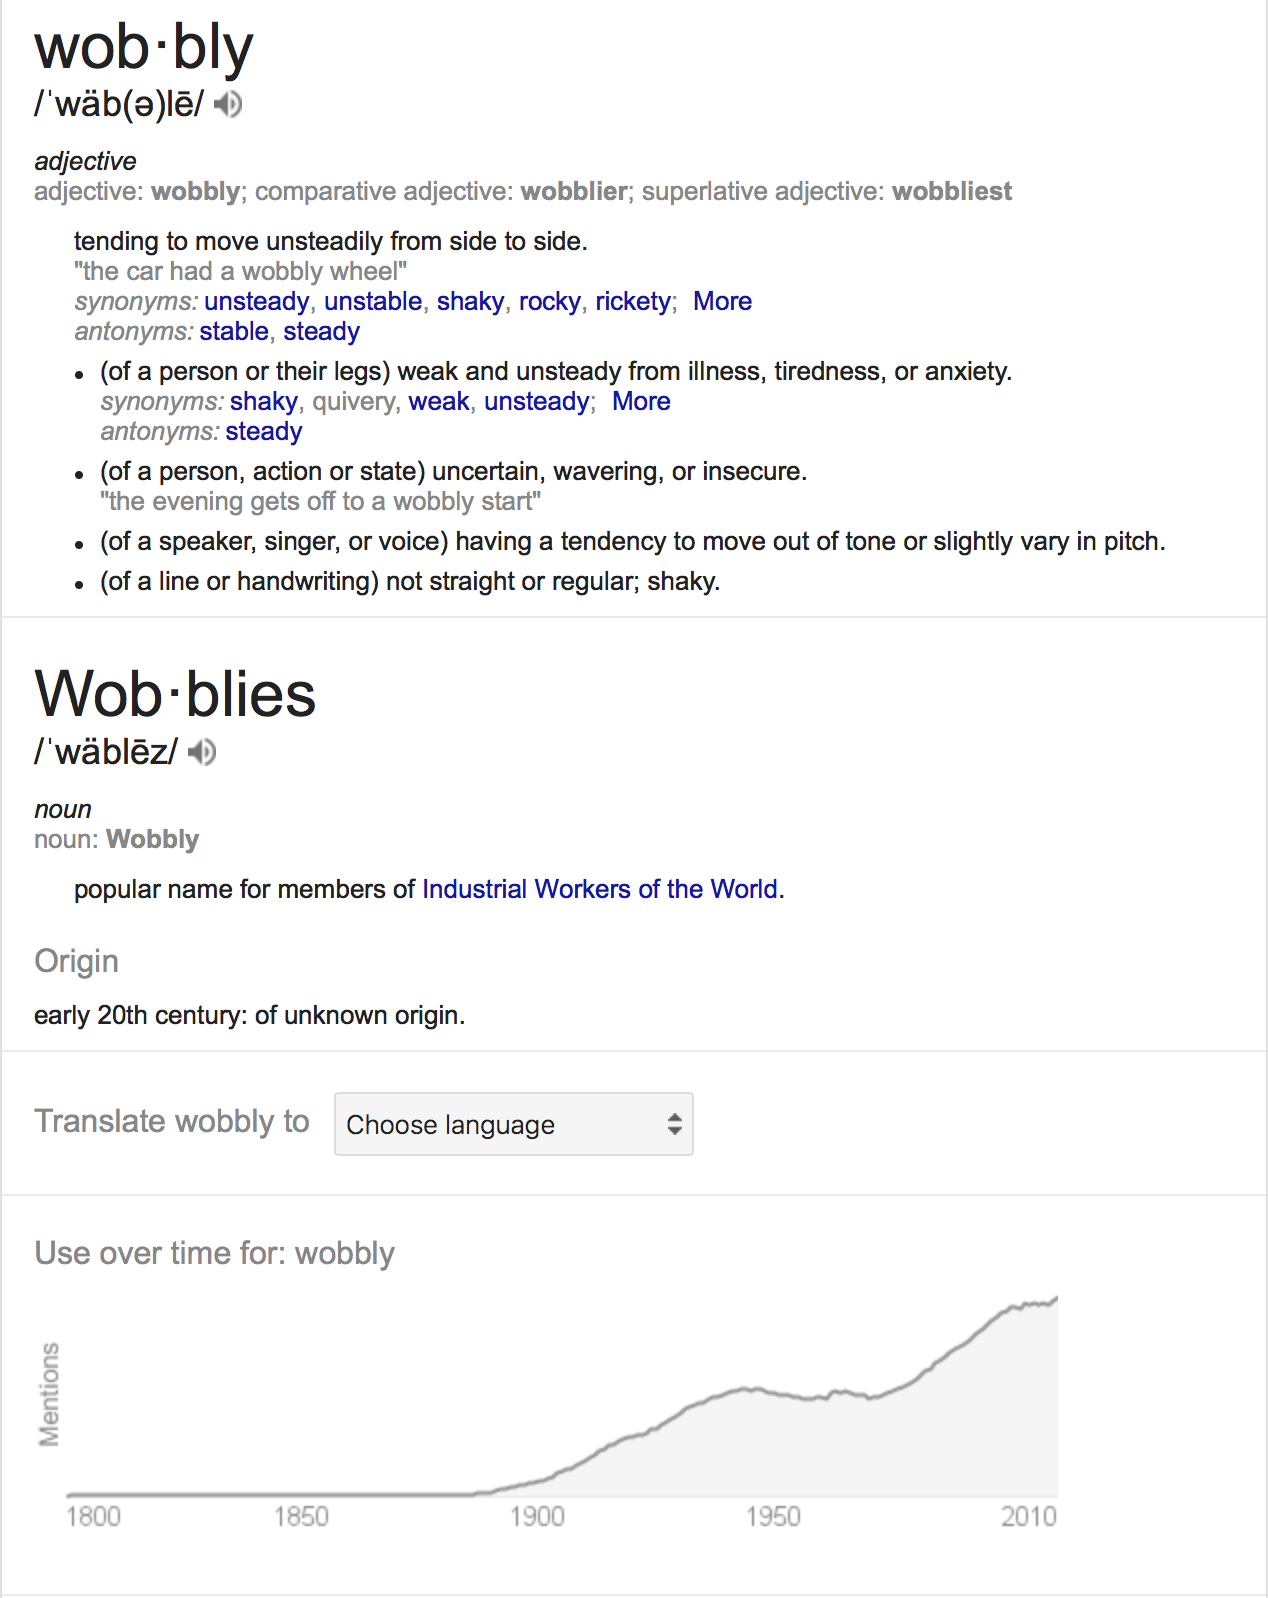 wob·bly
/ˈwäb(ə)lē/
adjective
adjective: wobbly; comparative adjective: wobblier; superlative adjective: wobbliest
tending to move unsteadily from side to side.
"the car had a wobbly wheel"
synonyms: unsteady, unstable, shaky, rocky, rickety; More
antonyms: stable, steady
• (of a person or their legs) weak and unsteady from illness, tiredness, or anxiety.
synonyms: shaky, quivery, weak, unsteady; More
antonyms: steady
• (of a person, action or state) uncertain, wavering, or insecure.
"the evening gets off to a wobbly start"
• (of a speaker, singer, or voice) having a tendency to move out of tone or slightly vary in pitch.
• (of a line or handwriting) not straight or regular; shaky.
Wob·blies
/ˈwäblēz/
noun
noun: Wobbly
popular name for members of Industrial Workers of the World.
Origin
early 20th century: of unknown origin.
Translate wobbly to Choose language
Use over time for: wobbly
Mentions
1800 1850 1900 1950 2010